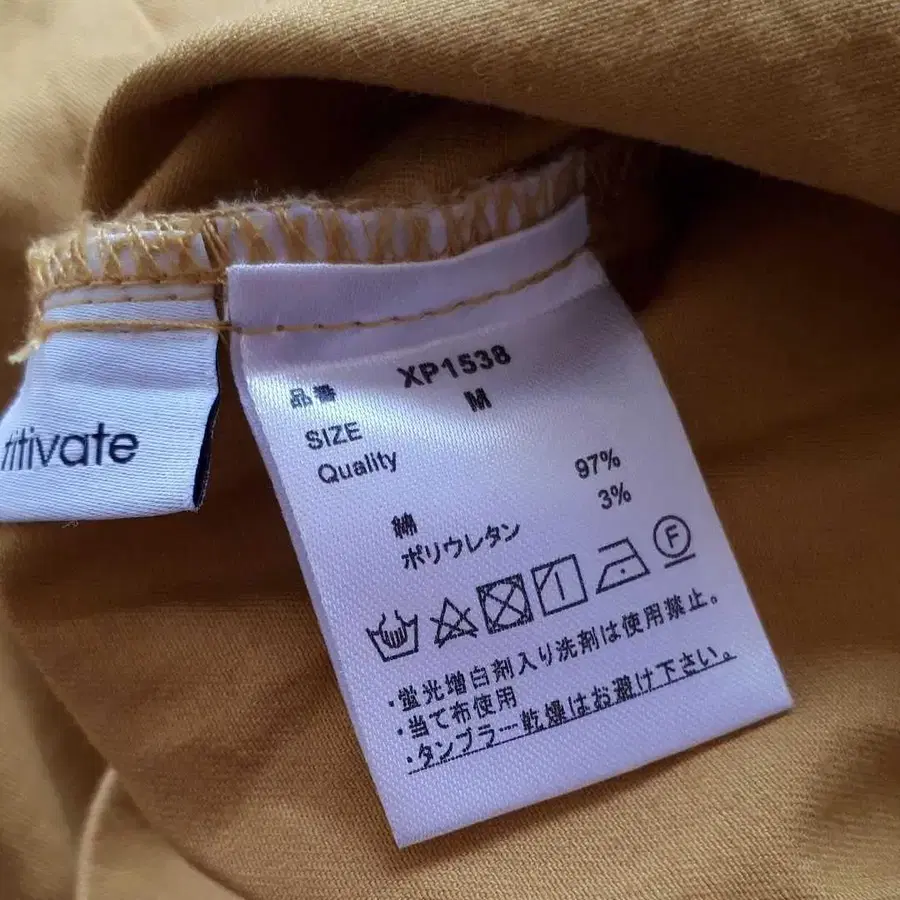 titivate
品番 XP1538
SIZE M
Quality
綿 97%
ポリウレタン 3%
F
・蛍光増白剤入り洗剤は使用禁止。
・当て布使用
・タンブラー乾燥はお避け下さい。